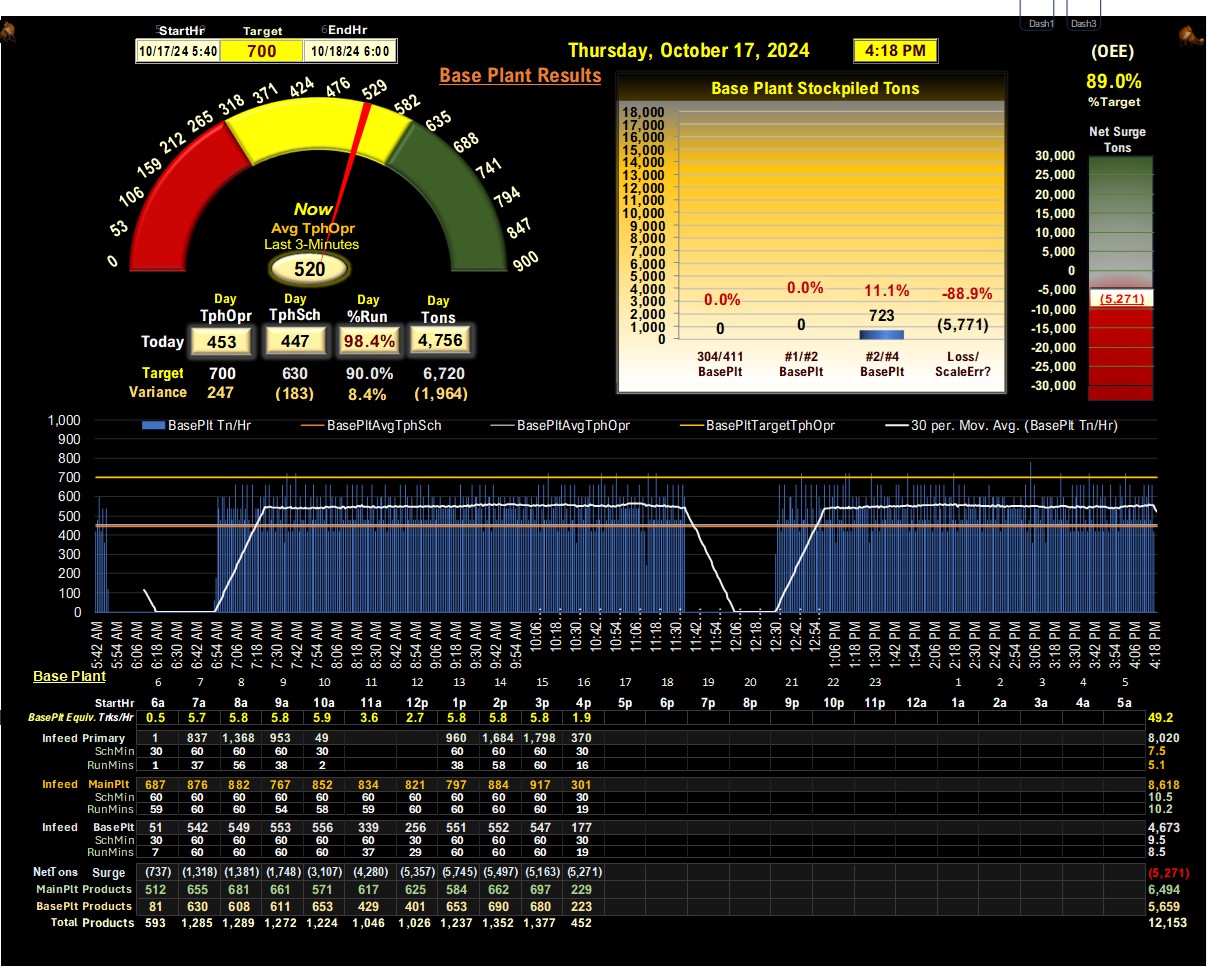 Dash1 Dash3
StartHr Target EndHr
10/17/24 5:40 700 10/18/24 6:00
Thursday, October 17, 2024 4:18 PM
(OEE)
89.0%
%Target
Base Plant Results
Base Plant Stockpiled Tons
Net Surge
Tons
0 53 106 159 212 265 318 371 424 476 529 582 635 688 741 794 847 900
Now
Avg TphOpr
Last 3-Minutes
520
18,000
17,000
16,000
15,000
14,000
13,000
12,000
11,000
10,000
9,000
8,000
7,000
6,000
5,000
4,000
3,000
2,000
1,000
0
0.0% 0.0% 11.1% -88.9%
0 0 723 (5,771)
304/411 #1/#2 #2/#4 Loss/
BasePlt BasePlt BasePlt ScaleErr?
30,000
25,000
20,000
15,000
10,000
5,000
0
-5,000
(5,271)
-10,000
-15,000
-20,000
-25,000
-30,000
Day Day Day Day
TphOpr TphSch %Run Tons
Today 453 447 98.4% 4,756
Target 700 630 90.0% 6,720
Variance 247 (183) 8.4% (1,964)
BasePlt Tn/Hr BasePltAvgTphSch BasePltAvgTphOpr BasePltTargetTphOpr 30 per. Mov. Avg. (BasePlt Tn/Hr)
1,000
900
800
700
600
500
400
300
200
100
0
5:42 AM 5:54 AM 6:06 AM 6:18 AM 6:30 AM 6:42 AM 6:54 AM 7:06 AM 7:18 AM 7:30 AM 7:42 AM 7:54 AM 8:06 AM 8:18 AM 8:30 AM 8:42 AM 8:54 AM 9:06 AM 9:18 AM 9:30 AM 9:42 AM 9:54 AM 10:06... 10:18... 10:30... 10:42... 10:54... 11:06... 11:18... 11:30... 11:42... 11:54... 12:06... 12:18... 12:30... 12:42... 12:54... 1:06 PM 1:18 PM 1:30 PM 1:42 PM 1:54 PM 2:06 PM 2:18 PM 2:30 PM 2:42 PM 2:54 PM 3:06 PM 3:18 PM 3:30 PM 3:42 PM 3:54 PM 4:06 PM 4:18 PM
Base Plant 6 7 8 9 10 11 12 13 14 15 16 17 18 19 20 21 22 23 1 2 3 4 5
StartHr 6a 7a 8a 9a 10a 11a 12p 1p 2p 3p 4p 5p 6p 7p 8p 9p 10p 11p 12a 1a 2a 3a 4a 5a
BasePlt Equiv. Trks/Hr 0.5 5.7 5.8 5.8 5.9 3.6 2.7 5.8 5.8 5.8 1.9 49.2
Infeed Primary 1 837 1,368 953 49 960 1,684 1,798 370 8,020
SchMin 30 60 60 60 30 60 60 60 30 7.5
RunMins 1 37 56 38 2 38 58 60 16 5.1
Infeed MainPlt 687 876 882 767 852 834 821 797 884 917 301 8,618
SchMin 60 60 60 60 60 60 60 60 60 60 30 10.5
RunMins 59 60 60 54 58 59 60 60 60 60 19 10.2
Infeed BasePlt 51 542 549 553 556 339 256 551 552 547 177 4,673
SchMin 30 60 60 60 60 60 30 60 60 60 30 9.5
RunMins 7 60 60 60 60 37 29 60 60 60 19 8.5
NetTons Surge (737) (1,318) (1,381) (1,748) (3,107) (4,280) (5,357) (5,745) (5,497) (5,163) (5,271) (5,271)
MainPlt Products 512 655 681 661 571 617 625 584 662 697 229 6,494
BasePlt Products 81 630 608 611 653 429 401 653 690 680 223 5,659
Total Products 593 1,285 1,289 1,272 1,224 1,046 1,026 1,237 1,352 1,377 452 12,153